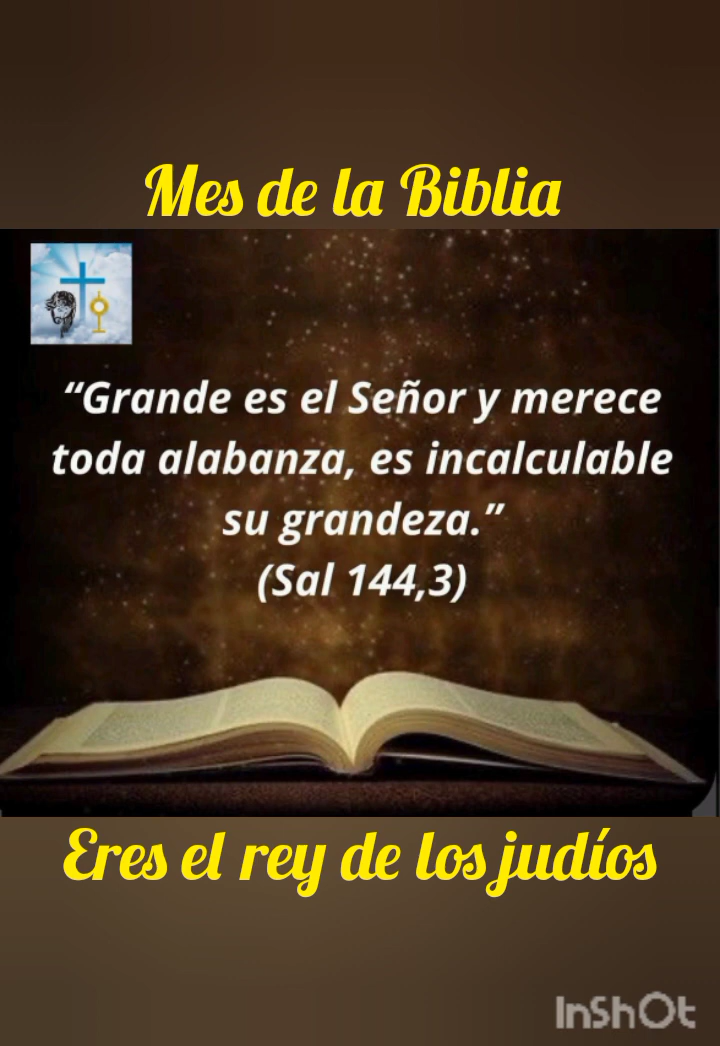 Mes de la Biblia
“Grande es el Señor y merece
toda alabanza, es incalculable
su grandeza.”
(Sal 144,3)
Eres el rey de los judíos
InShOt